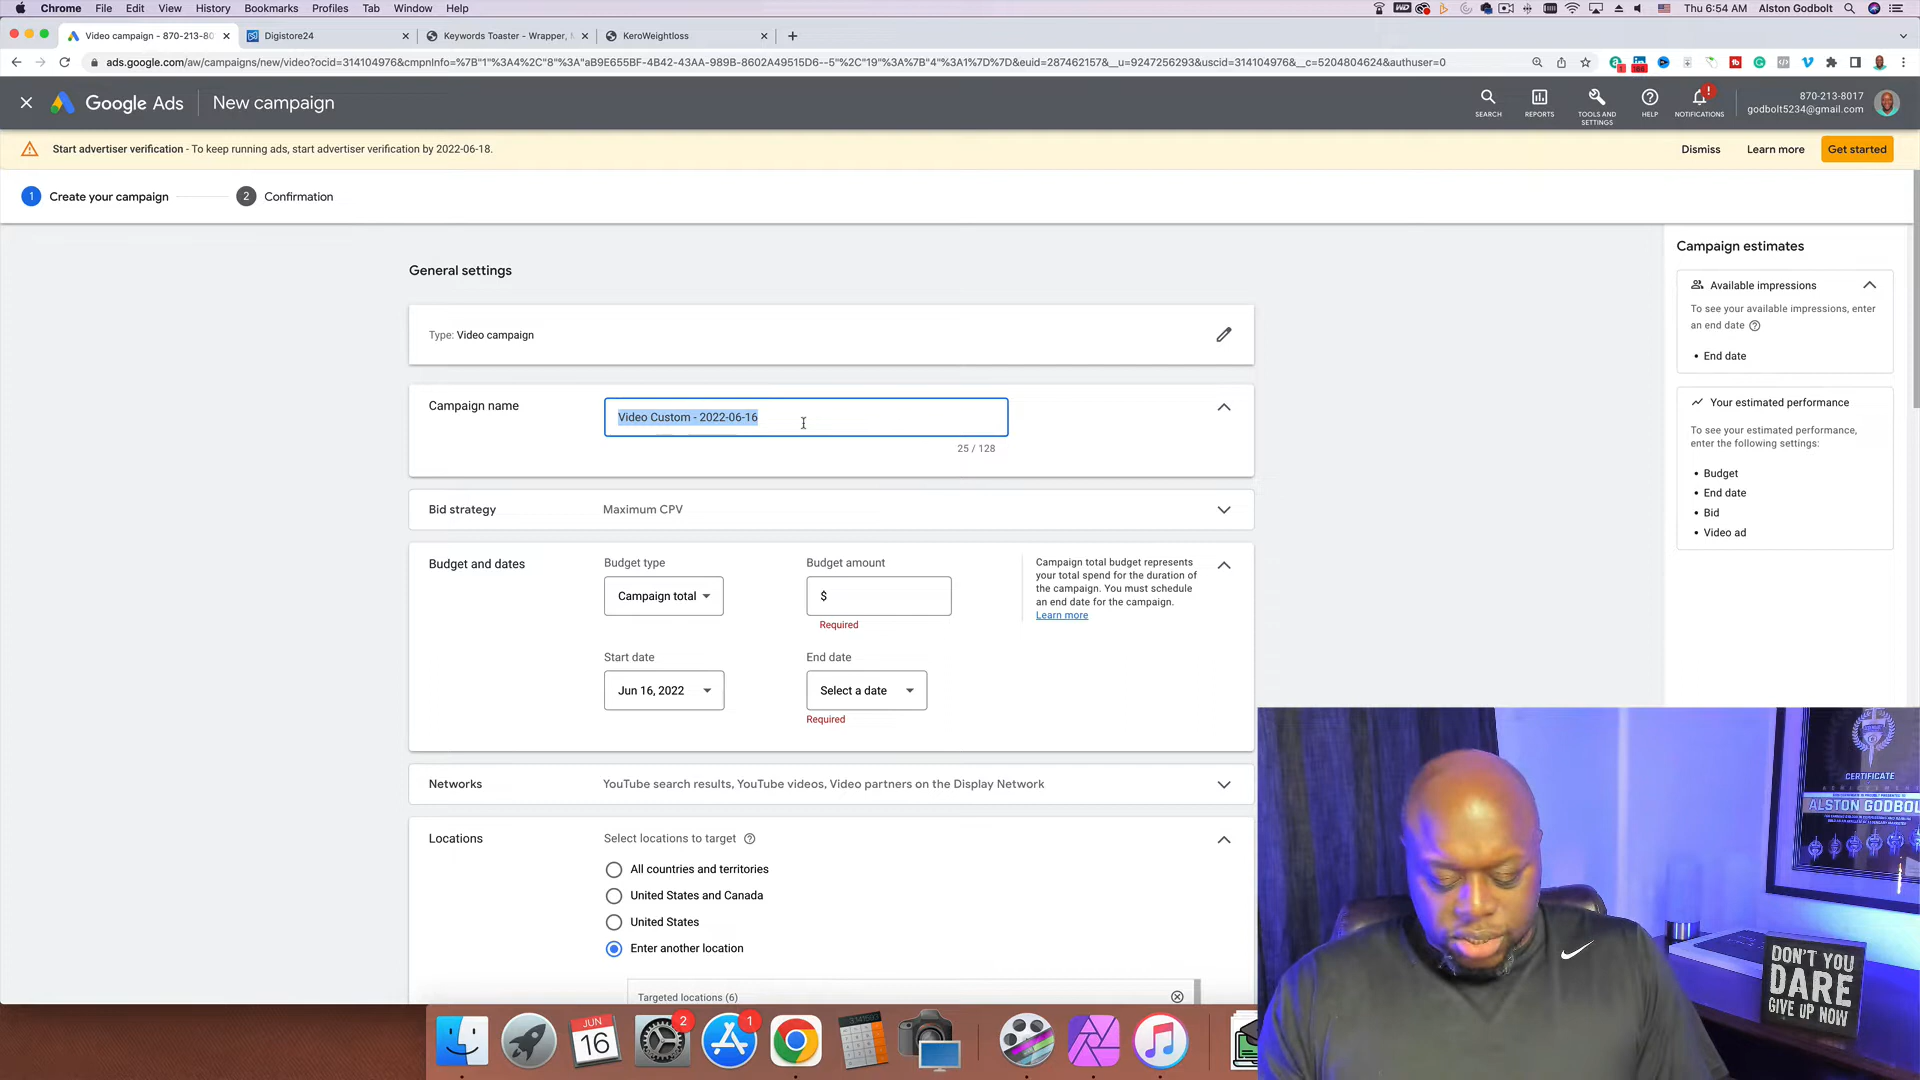 Chrome File Edit View History Bookmarks Profiles Tab Window Help
Thu 6:54 AM Alston Godbolt
Video campaign - 870-213-80
Digistore24
Keywords Toaster - Wrapper,
KeroWeightloss
ads.google.com/aw/campaigns/new/video?ocid=314104976&cmpnInfo=%7B"1"%3A4%2C"8"%3A"aB9E655BF-4B42-43AA-989B-8602A49515D6--5"%2C"19"%3A%7B"4"%3A1%7D%7D&euid=287462157&__u=9247256293&uscid=314104976&__c=5204804624&authuser=0
Google Ads New campaign
SEARCH
REPORTS
TOOLS AND SETTINGS
HELP
NOTIFICATIONS
870-213-8017
godbolt5234@gmail.com
Start advertiser verification - To keep running ads, start advertiser verification by 2022-06-18.
Dismiss Learn more Get started
1 Create your campaign 2 Confirmation
General settings
Type: Video campaign
Campaign name
Video Custom - 2022-06-16
25 / 128
Bid strategy Maximum CPV
Budget and dates
Budget type
Campaign total
Budget amount
$
Required
Campaign total budget represents
your total spend for the duration of
the campaign. You must schedule
an end date for the campaign.
Learn more
Start date
Jun 16, 2022
End date
Select a date
Required
Networks YouTube search results, YouTube videos, Video partners on the Display Network
Locations
Select locations to target
All countries and territories
United States and Canada
United States
Enter another location
Targeted locations (6)
Campaign estimates
Available impressions
To see your available impressions, enter
an end date
• End date
Your estimated performance
To see your estimated performance,
enter the following settings:
• Budget
• End date
• Bid
• Video ad
JUN
16
2
1
CERTIFICATE
ALSTON GODBOL
DON'T YOU
DARE
GIVE UP NOW